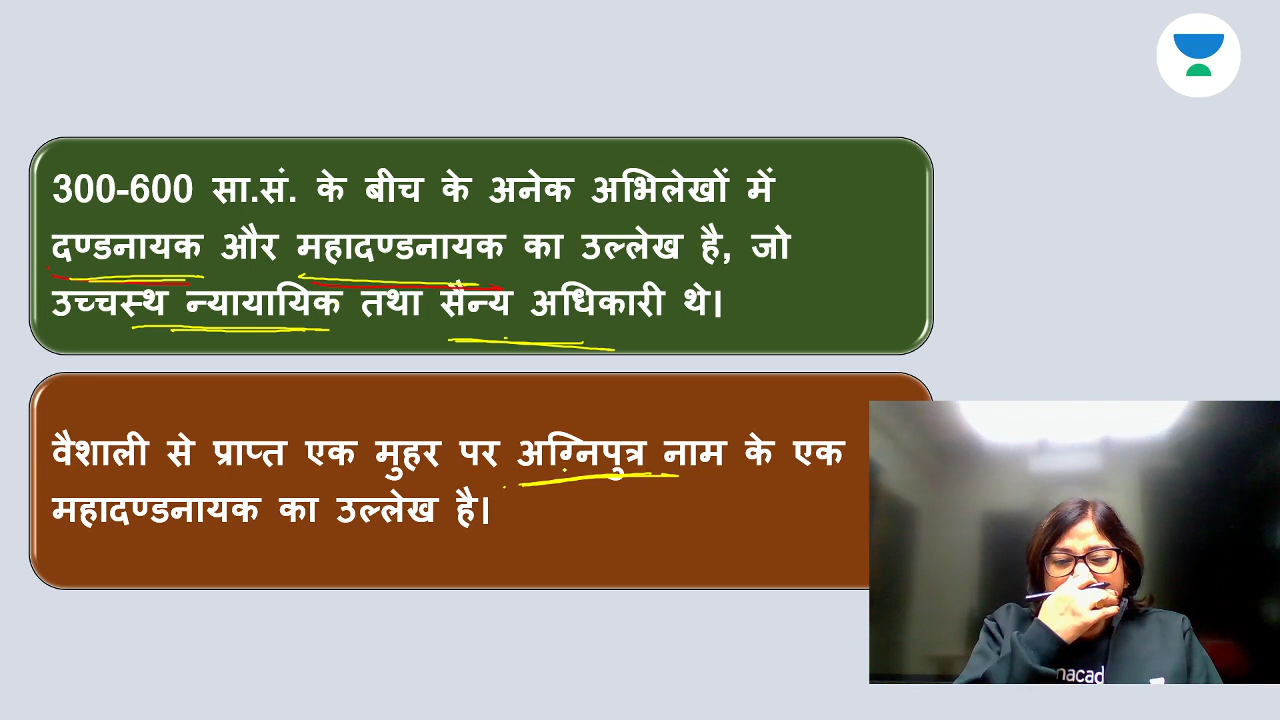 300-600 सा.सं. के बीच के अनेक अभिलेखों में
दण्डनायक और महादण्डनायक का उल्लेख है, जो
उच्चस्थ न्यायायिक तथा सैन्य अधिकारी थे।
वैशाली से प्राप्त एक मुहर पर अग्निपुत्र नाम के एक
महादण्डनायक का उल्लेख है।
nacad